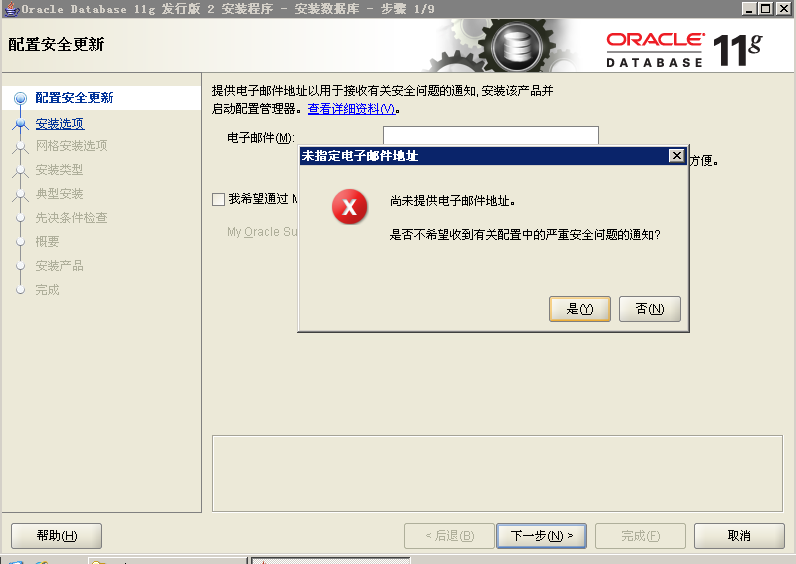 Oracle Database 11g 发行版 2 安装程序 - 安装数据库 - 步骤 1/9
配置安全更新
ORACLE
DATABASE
11g
配置安全更新
安装选项
网格安装选项
安装类型
典型安装
先决条件检查
概要
安装产品
完成
提供电子邮件地址以用于接收有关安全问题的通知, 安装该产品并
启动配置管理器。查看详细资料(V)。
电子邮件(M):
方便。
我希望通过 M
My Oracle Su
未指定电子邮件地址
尚未提供电子邮件地址。
是否不希望收到有关配置中的严重安全问题的通知?
是(Y)
否(N)
帮助(H)
< 后退(B)
下一步(N) >
完成(F)
取消